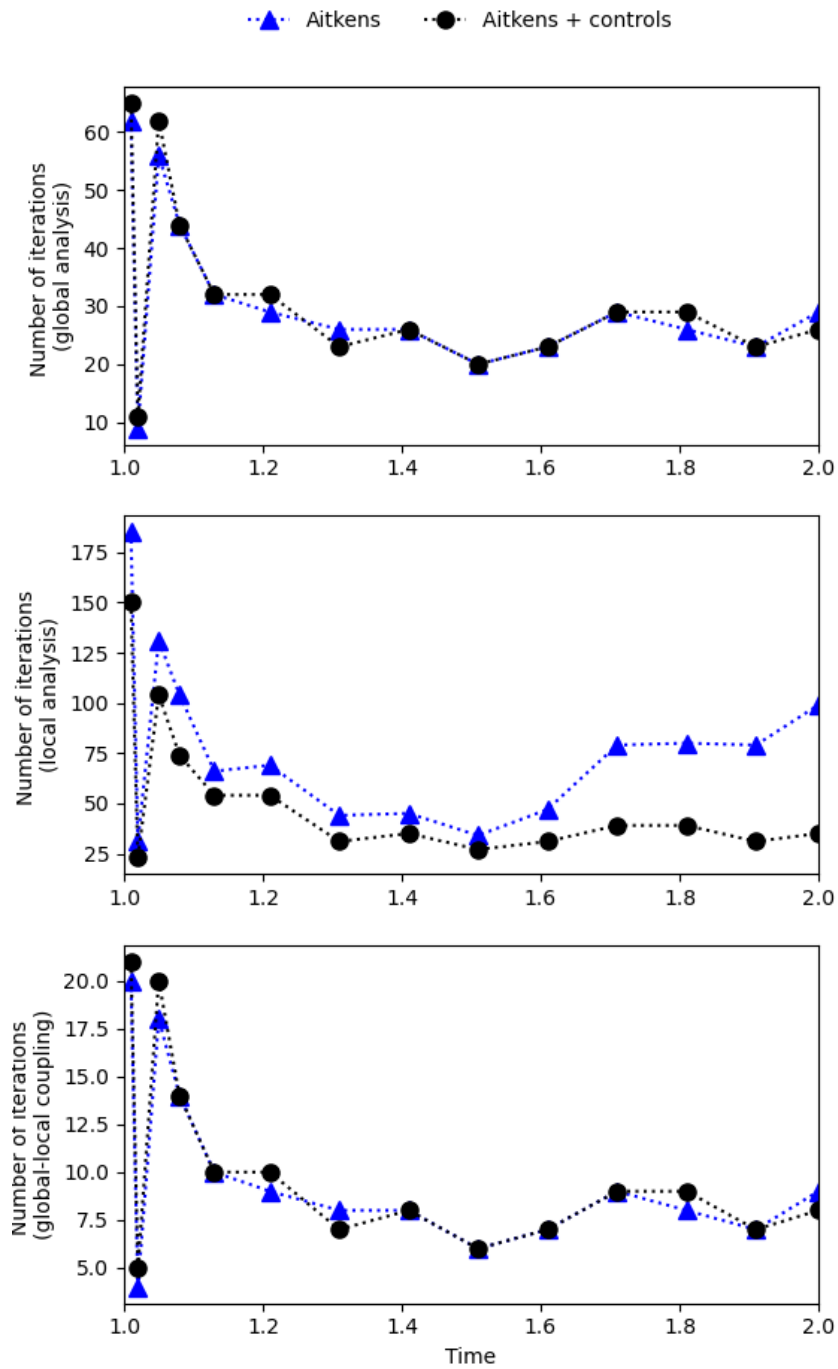 Aitkens Aitkens + controls
Number of iterations
(global analysis)
60
50
40
30
20
10
1.0 1.2 1.4 1.6 1.8 2.0
Number of iterations
(local analysis)
175
150
125
100
75
50
25
1.0 1.2 1.4 1.6 1.8 2.0
Number of iterations
(global-local coupling)
20.0
17.5
15.0
12.5
10.0
7.5
5.0
1.0 1.2 1.4 1.6 1.8 2.0
Time